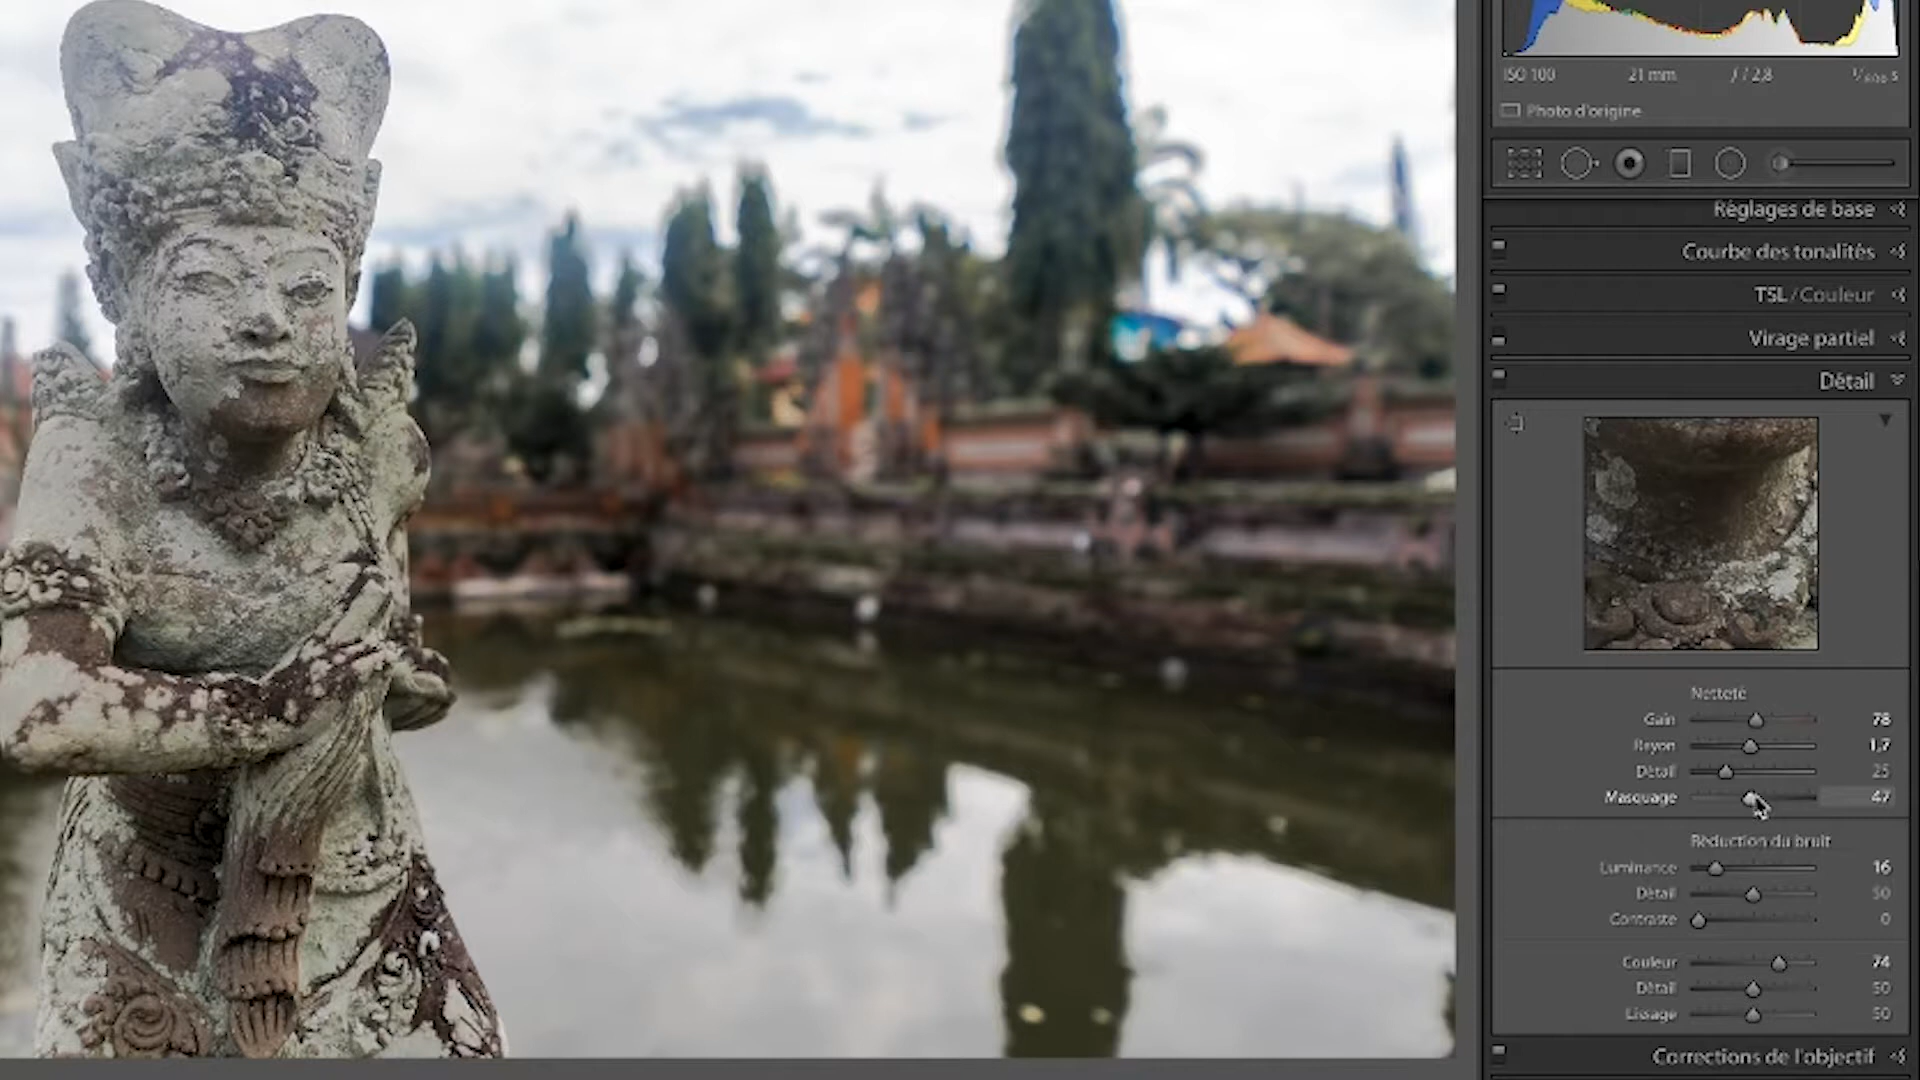 ISO 100 21 mm ƒ / 2,8
Photo d'origine
Réglages de base
Courbe des tonalités
TSL / Couleur
Virage partiel
Détail
Netteté
Gain 78
Rayon 1,7
Détail 25
Masquage 47
Réduction du bruit
Luminance 16
Détail 50
Contraste 0
Couleur 74
Détail 50
Lissage 50
Corrections de l'objectif